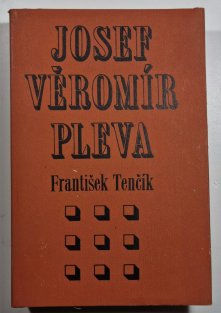 JOSEF
VĚROMÍR
PLEVA
František Tenčík